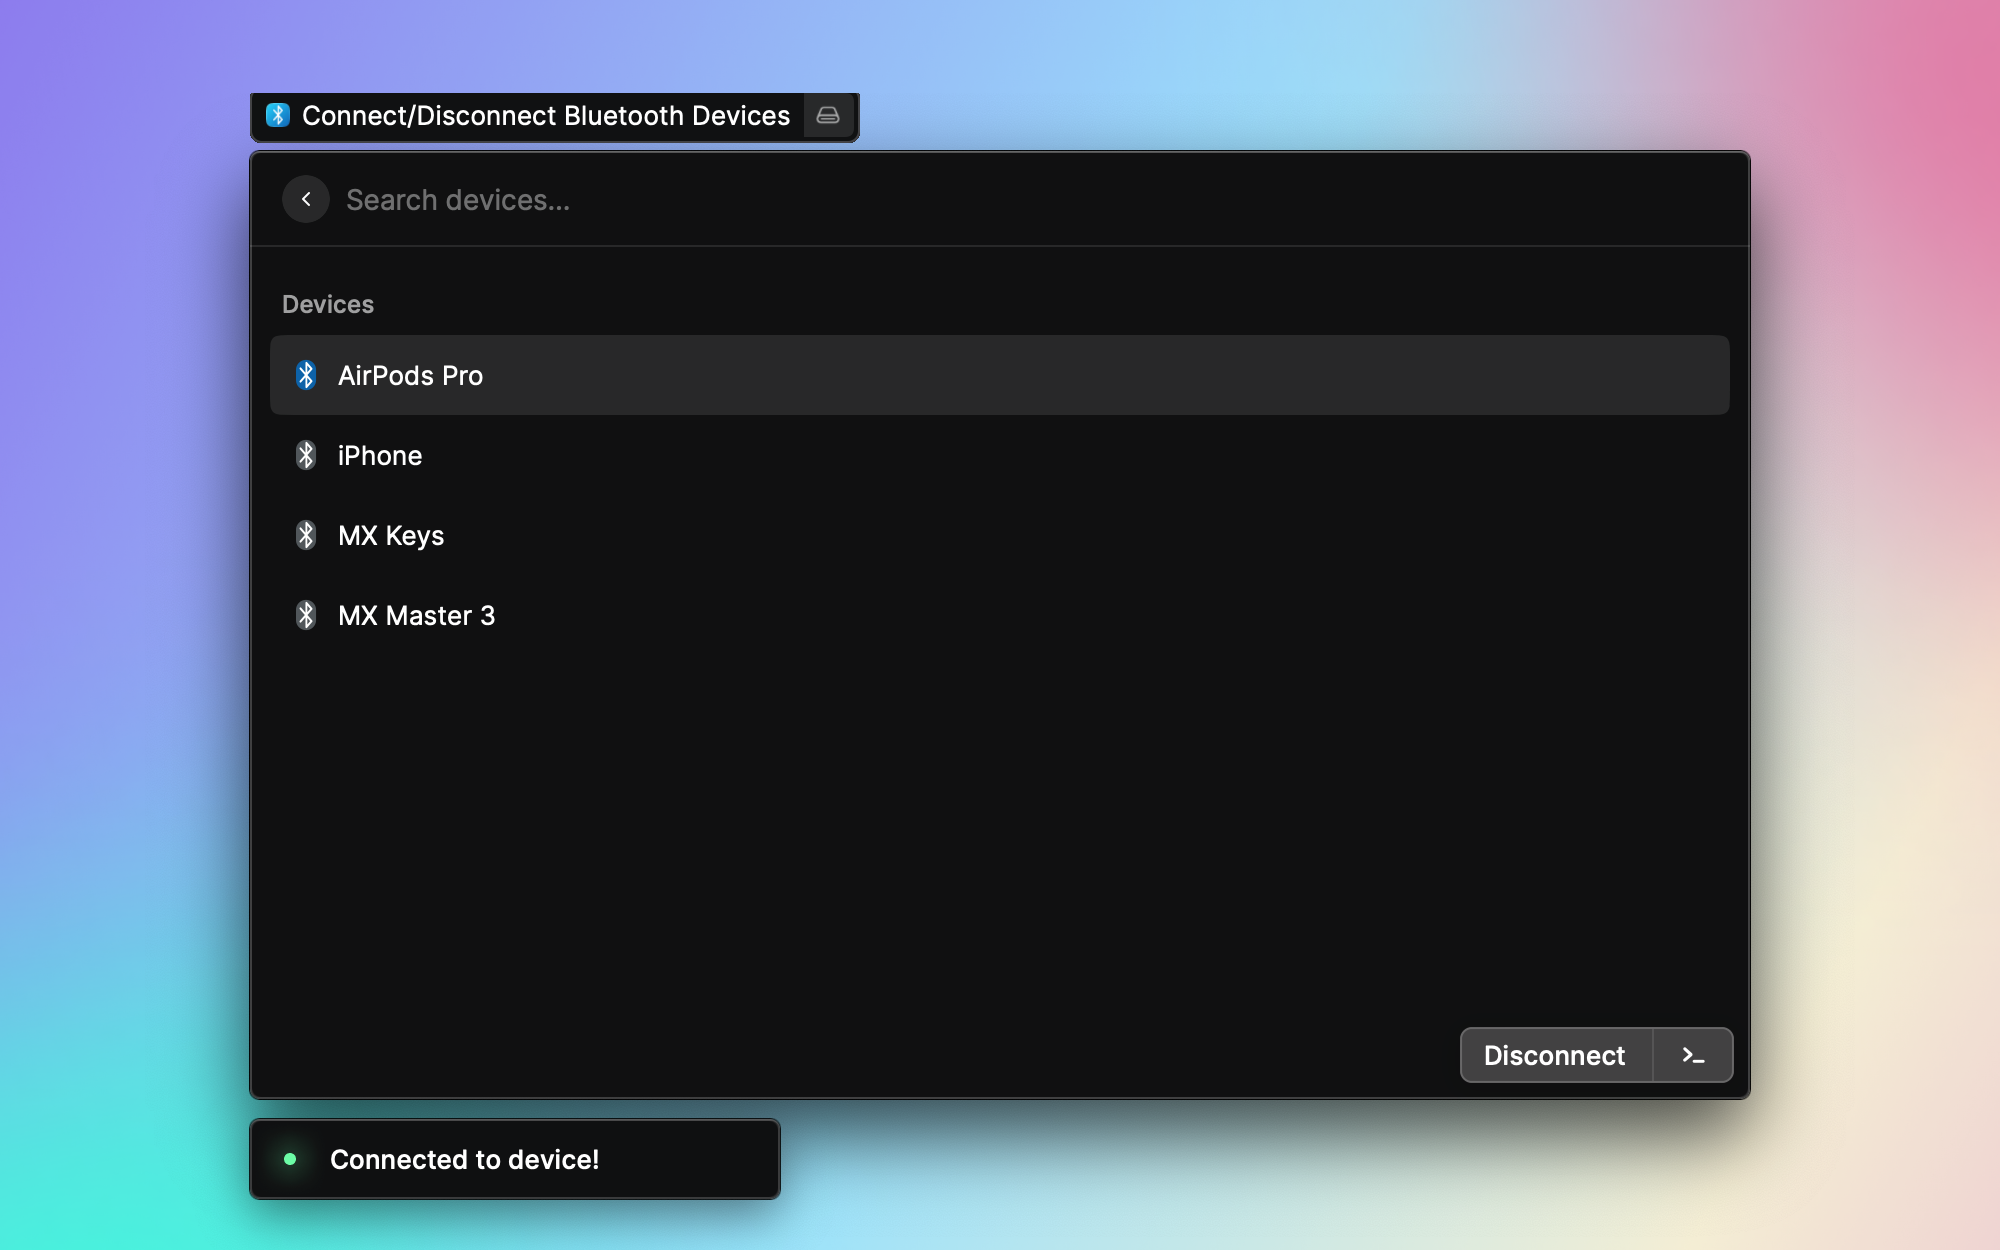 Connect/Disconnect Bluetooth Devices
Search devices...
Devices
AirPods Pro
iPhone
MX Keys
MX Master 3
Disconnect
Connected to device!